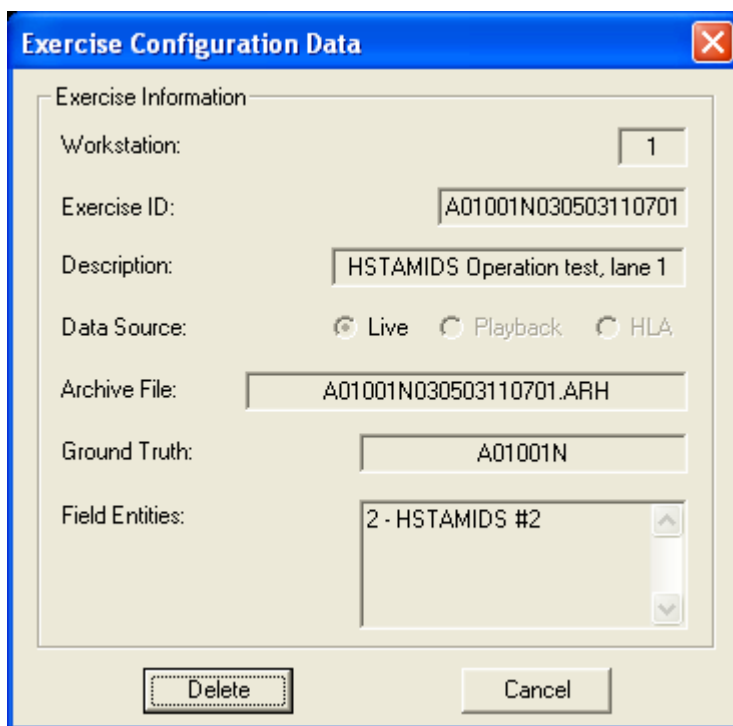 Exercise Configuration Data
Exercise Information
Workstation: 1
Exercise ID: A01001N030503110701
Description: HSTAMIDS Operation test, lane 1
Data Source: Live Playback HLA
Archive File: A01001N030503110701.ARH
Ground Truth: A01001N
Field Entities: 2 - HSTAMIDS #2
Delete Cancel